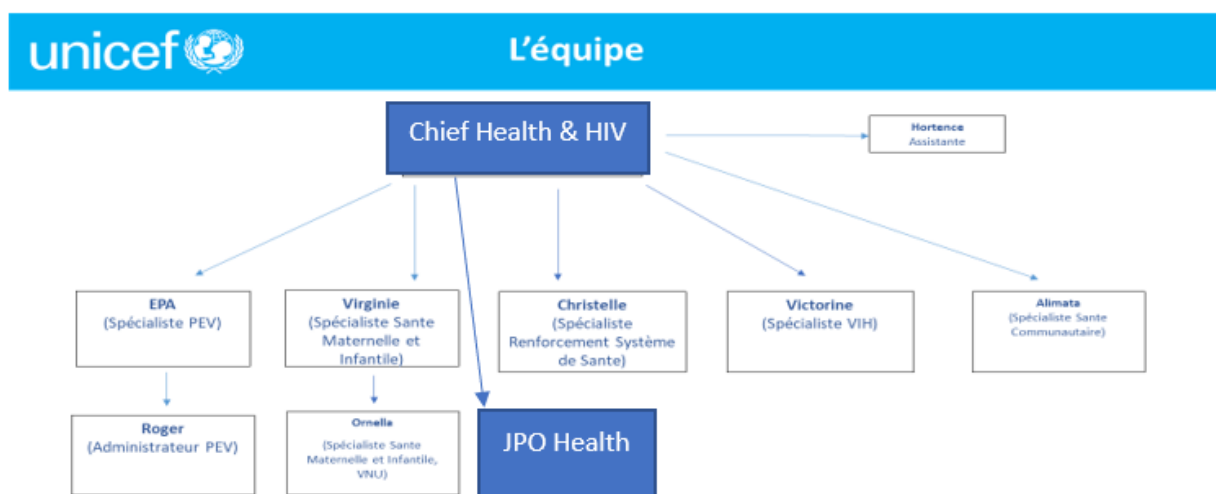 unicef
L'équipe
Chief Health & HIV
Hortence
Assistante
EPA
(Spécialiste PEV)
Virginie
(Spécialiste Sante
Maternelle et
Infantile)
Christelle
(Spécialiste
Renforcement Système
de Sante)
Victorine
(Spécialiste VIH)
Alimata
(Spécialiste Sante
Communautaire)
Roger
(Administrateur PEV)
Ornella
(Spécialiste Sante
Maternelle et Infantile,
VNU)
JPO Health